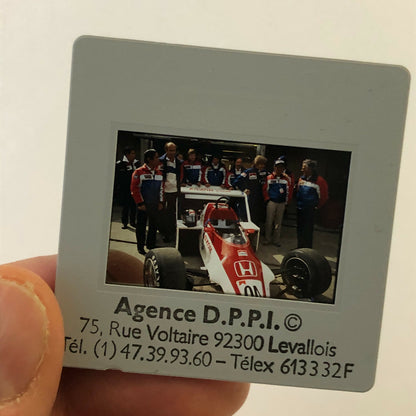 Agence D.P.P.I. ©
75, Rue Voltaire 92300 Levallois
Tél. (1) 47.39.93.60 – Télex 613332F